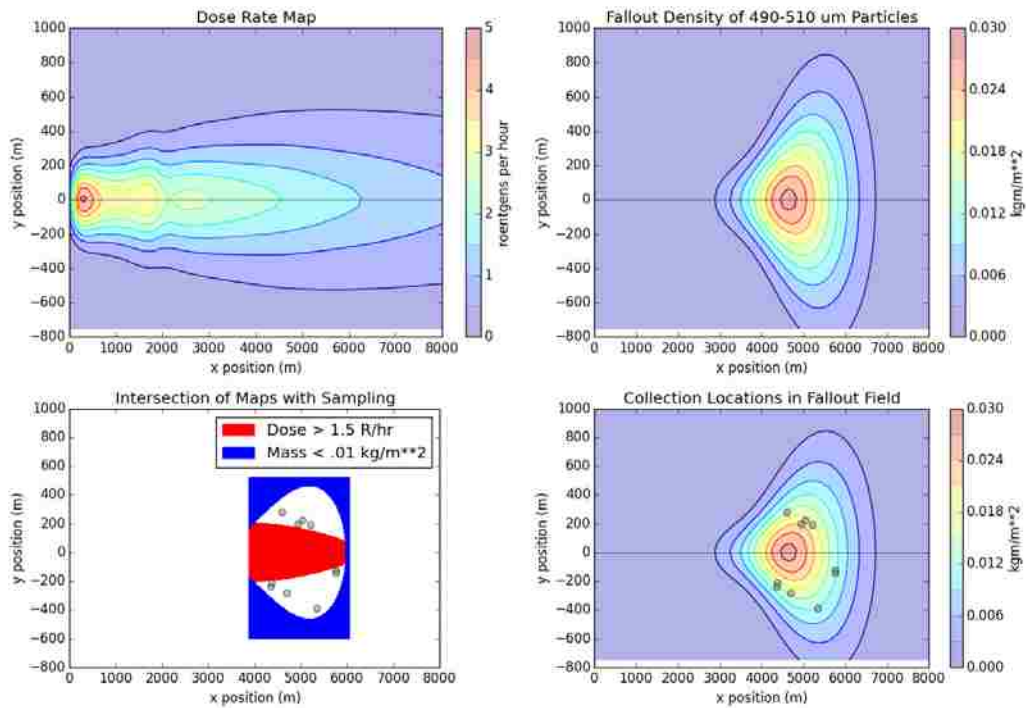 Dose Rate Map
1000
800
600
400
200
0
−200
−400
−600
−800
y position (m)
0 1000 2000 3000 4000 5000 6000 7000 8000
x position (m)
5
4
3
2
1
0
roentgens per hour
Fallout Density of 490-510 um Particles
1000
800
600
400
200
0
−200
−400
−600
−800
y position (m)
0 1000 2000 3000 4000 5000 6000 7000 8000
x position (m)
0.030
0.024
0.018
0.012
0.006
0.000
kgm/m**2
Intersection of Maps with Sampling
1000
800
600
400
200
0
−200
−400
−600
−800
y position (m)
Dose > 1.5 R/hr
Mass < .01 kg/m**2
0 1000 2000 3000 4000 5000 6000 7000 8000
x position (m)
Collection Locations in Fallout Field
1000
800
600
400
200
0
−200
−400
−600
−800
y position (m)
0 1000 2000 3000 4000 5000 6000 7000 8000
x position (m)
0.030
0.024
0.018
0.012
0.006
0.000
kgm/m**2